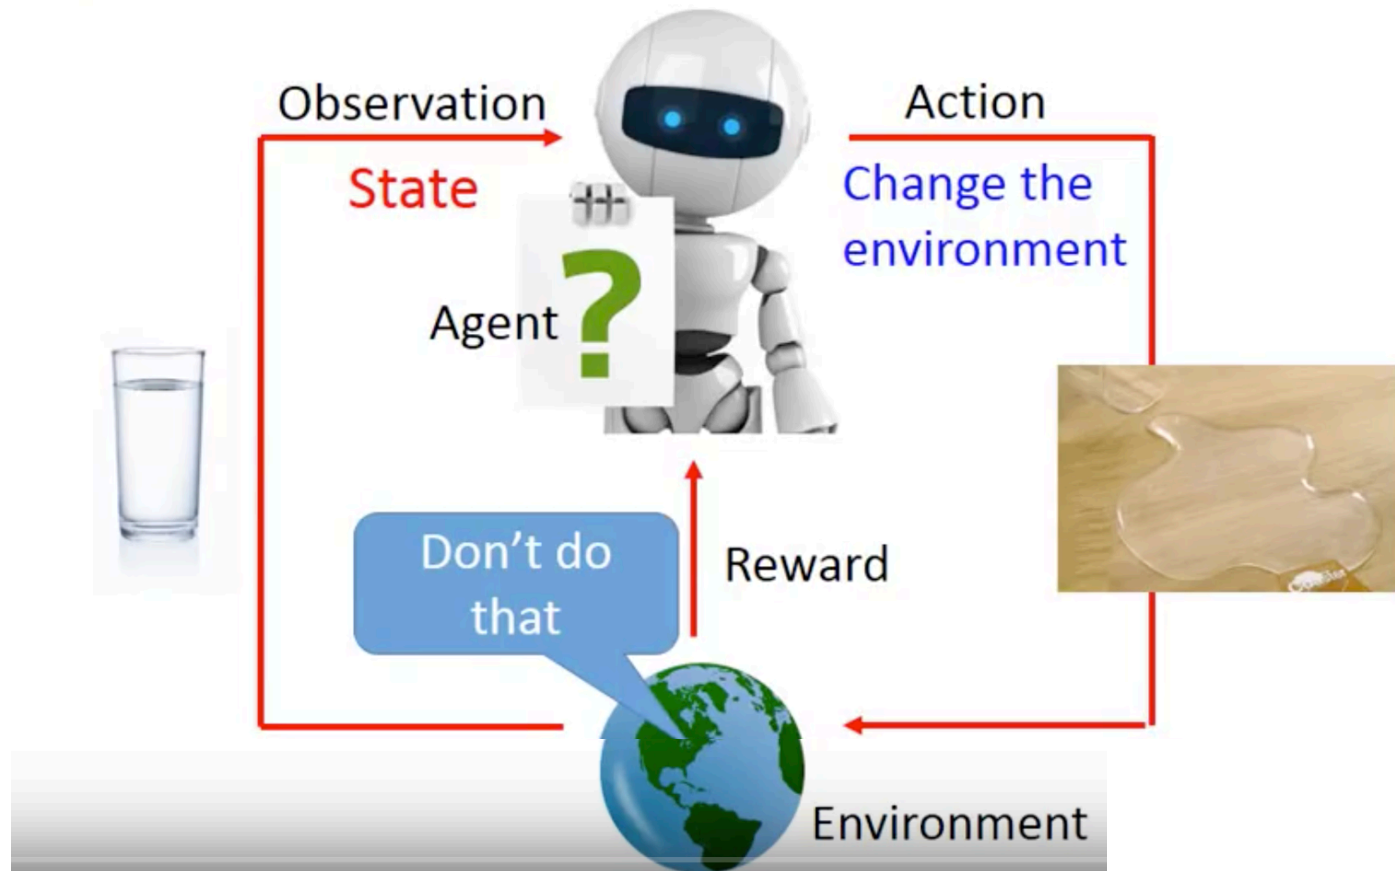 Observation
State
Action
Change the
environment
Agent
?
Don't do
that
Reward
Environment